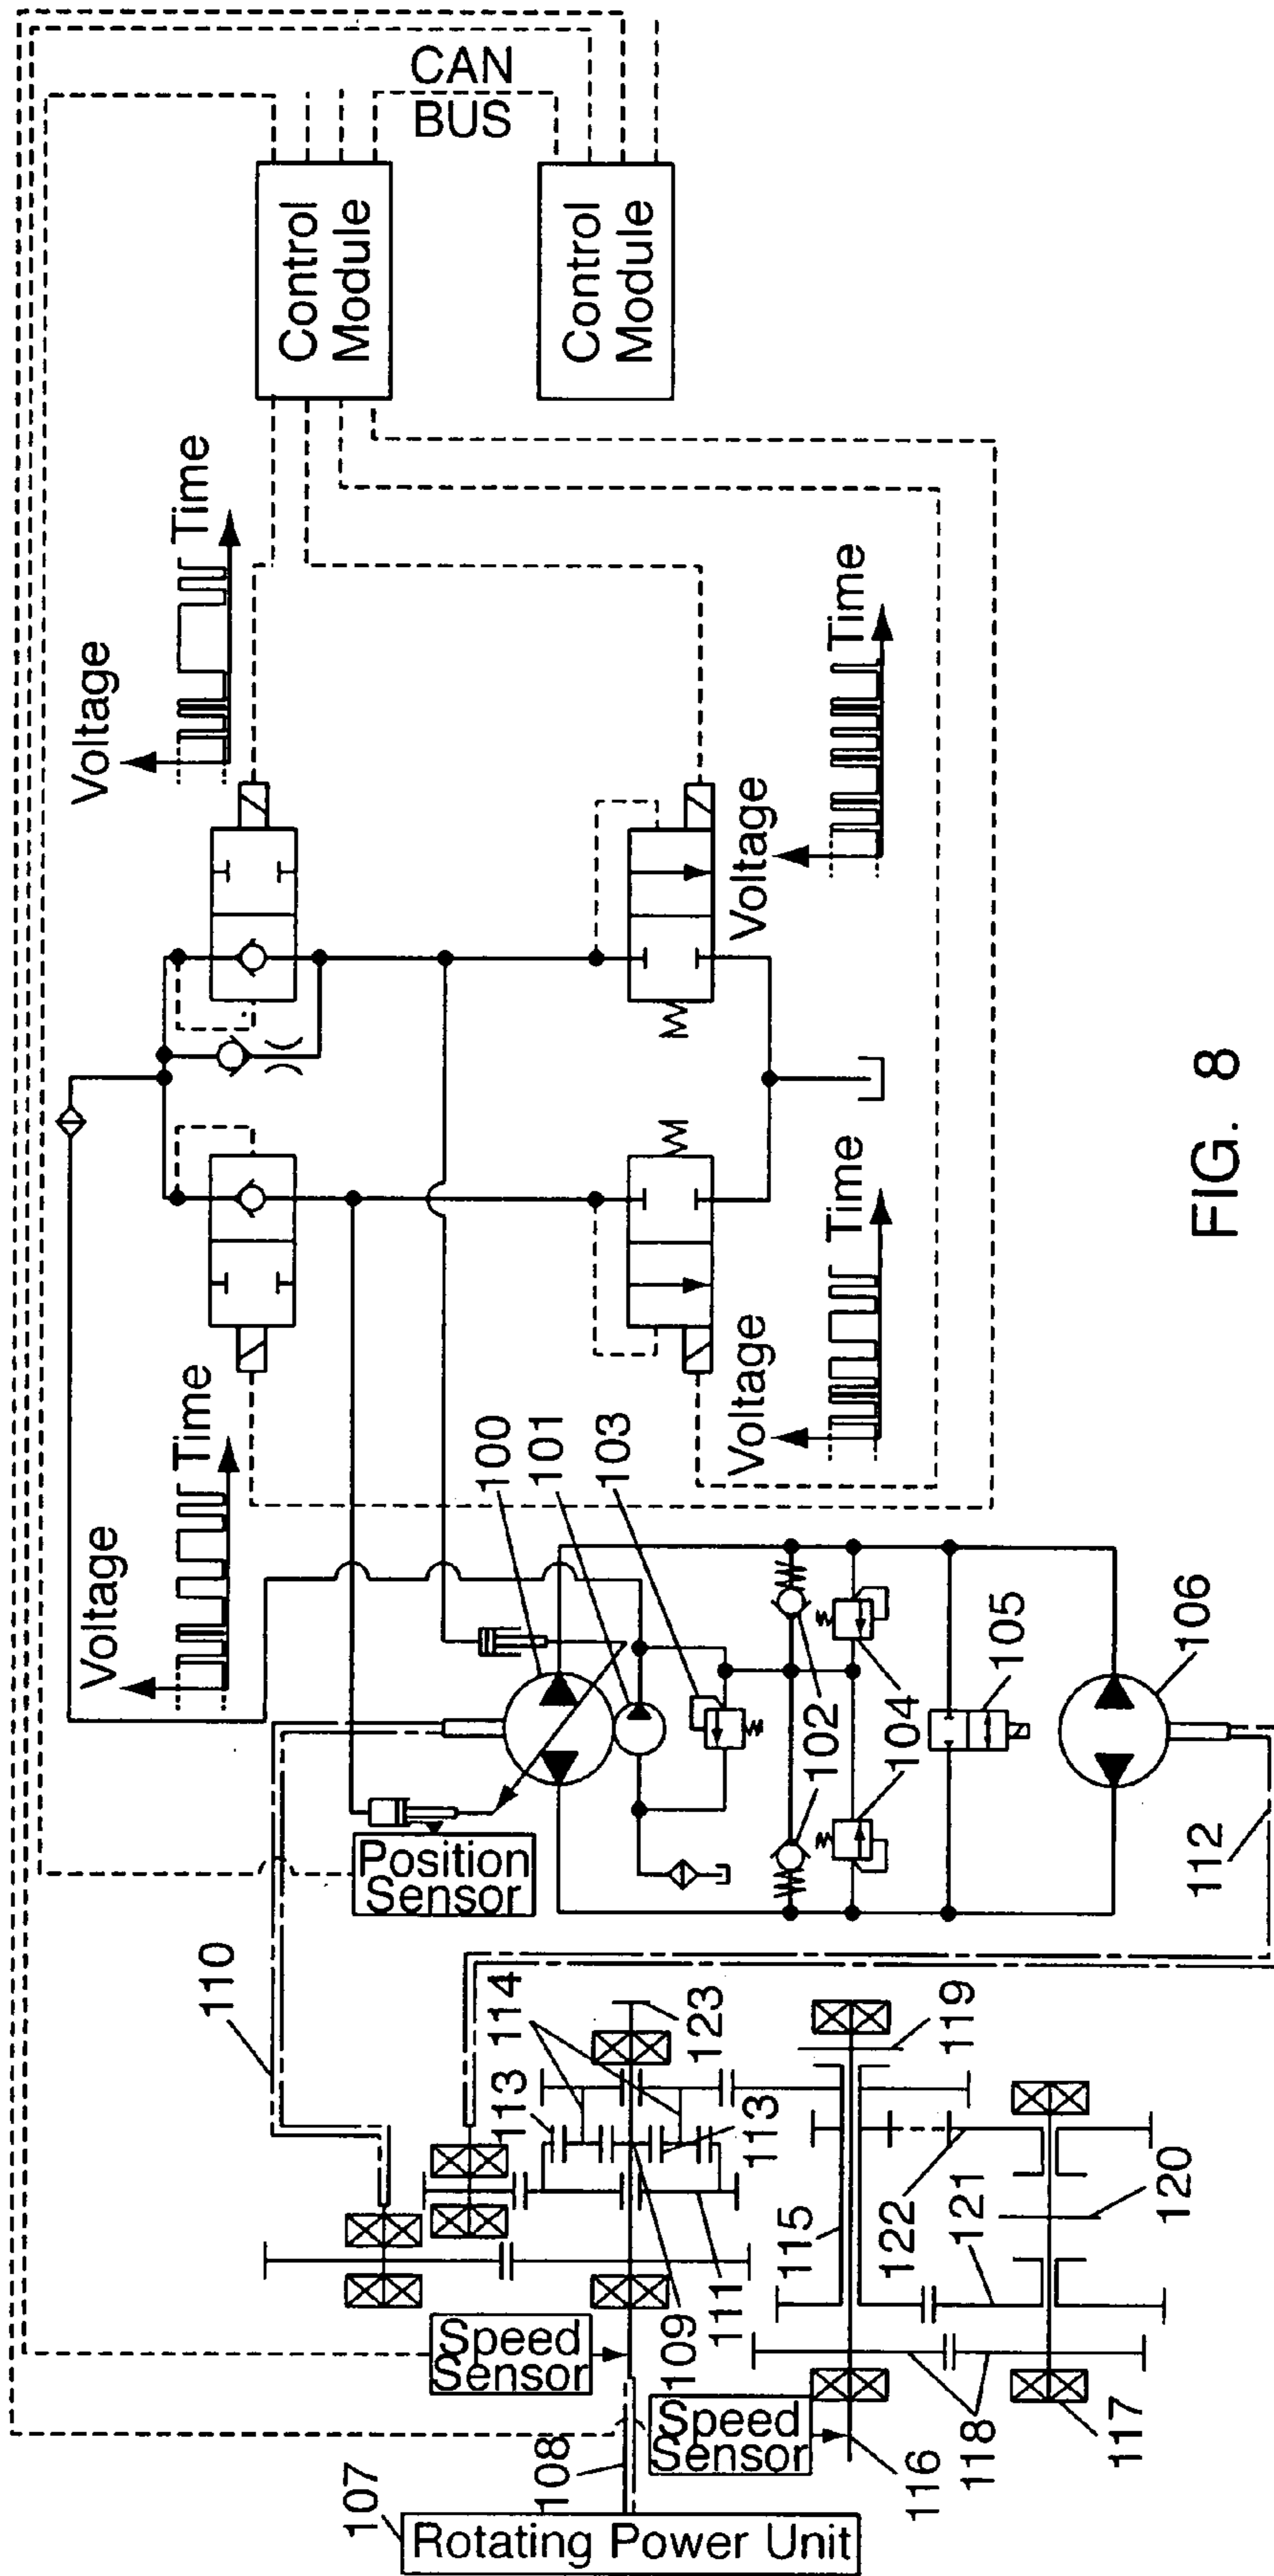 CAN
BUS
Control
Module
Control
Module
Voltage
Time
Voltage
Time
Voltage
Time
Voltage
Time
100
101
103
102
104
105
106
112
Position
Sensor
110
114
113
113
123
119
109
111
115
122
121
120
Speed
Sensor
Speed
Sensor
108
107
116
118
117
Rotating Power Unit
FIG. 8